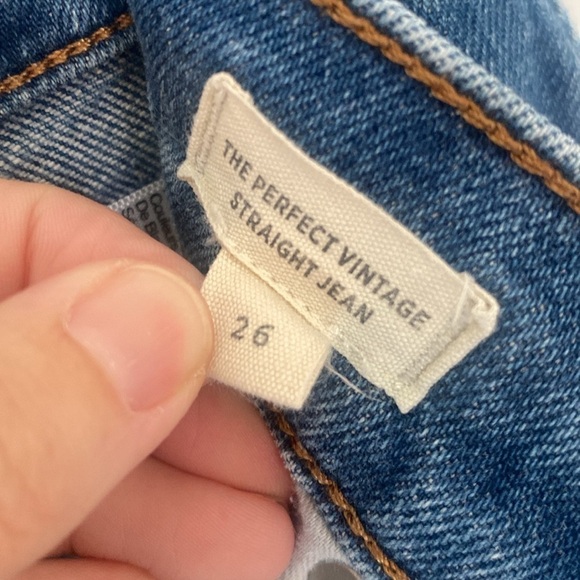 THE PERFECT VINTAGE
STRAIGHT JEAN
26